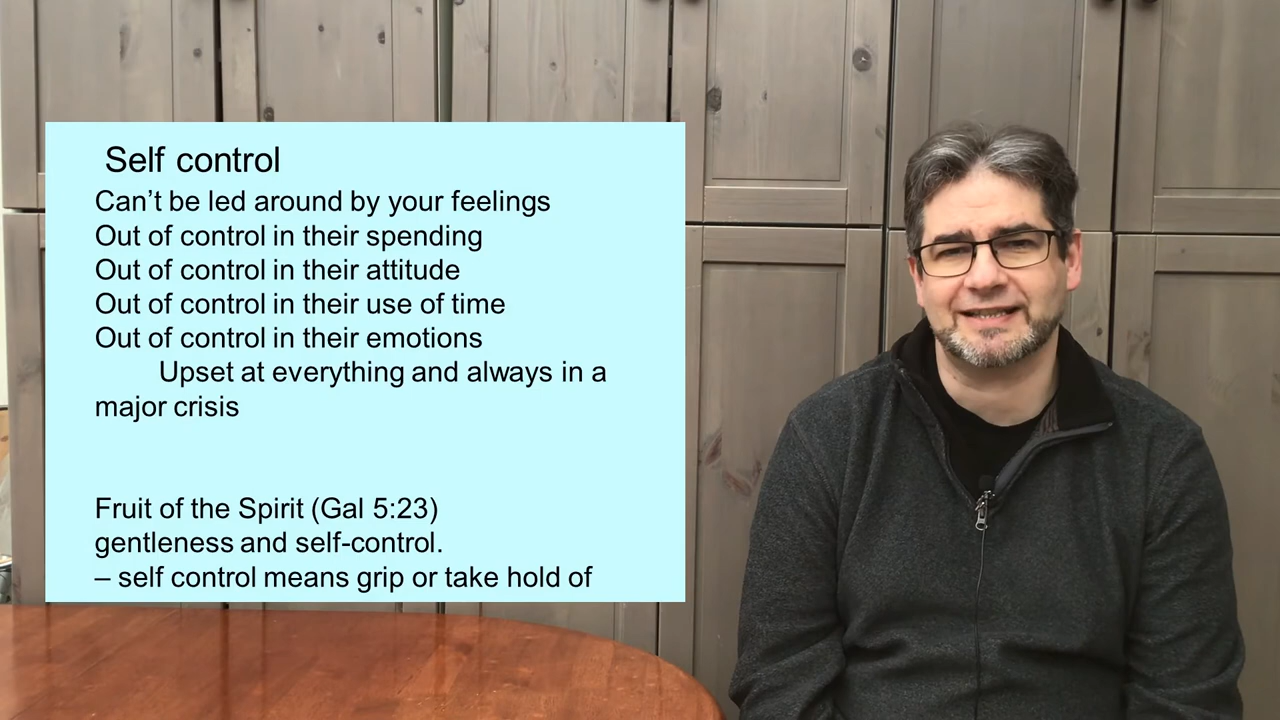 Self control
Can’t be led around by your feelings
Out of control in their spending
Out of control in their attitude
Out of control in their use of time
Out of control in their emotions
Upset at everything and always in a
major crisis
Fruit of the Spirit (Gal 5:23)
gentleness and self-control.
– self control means grip or take hold of